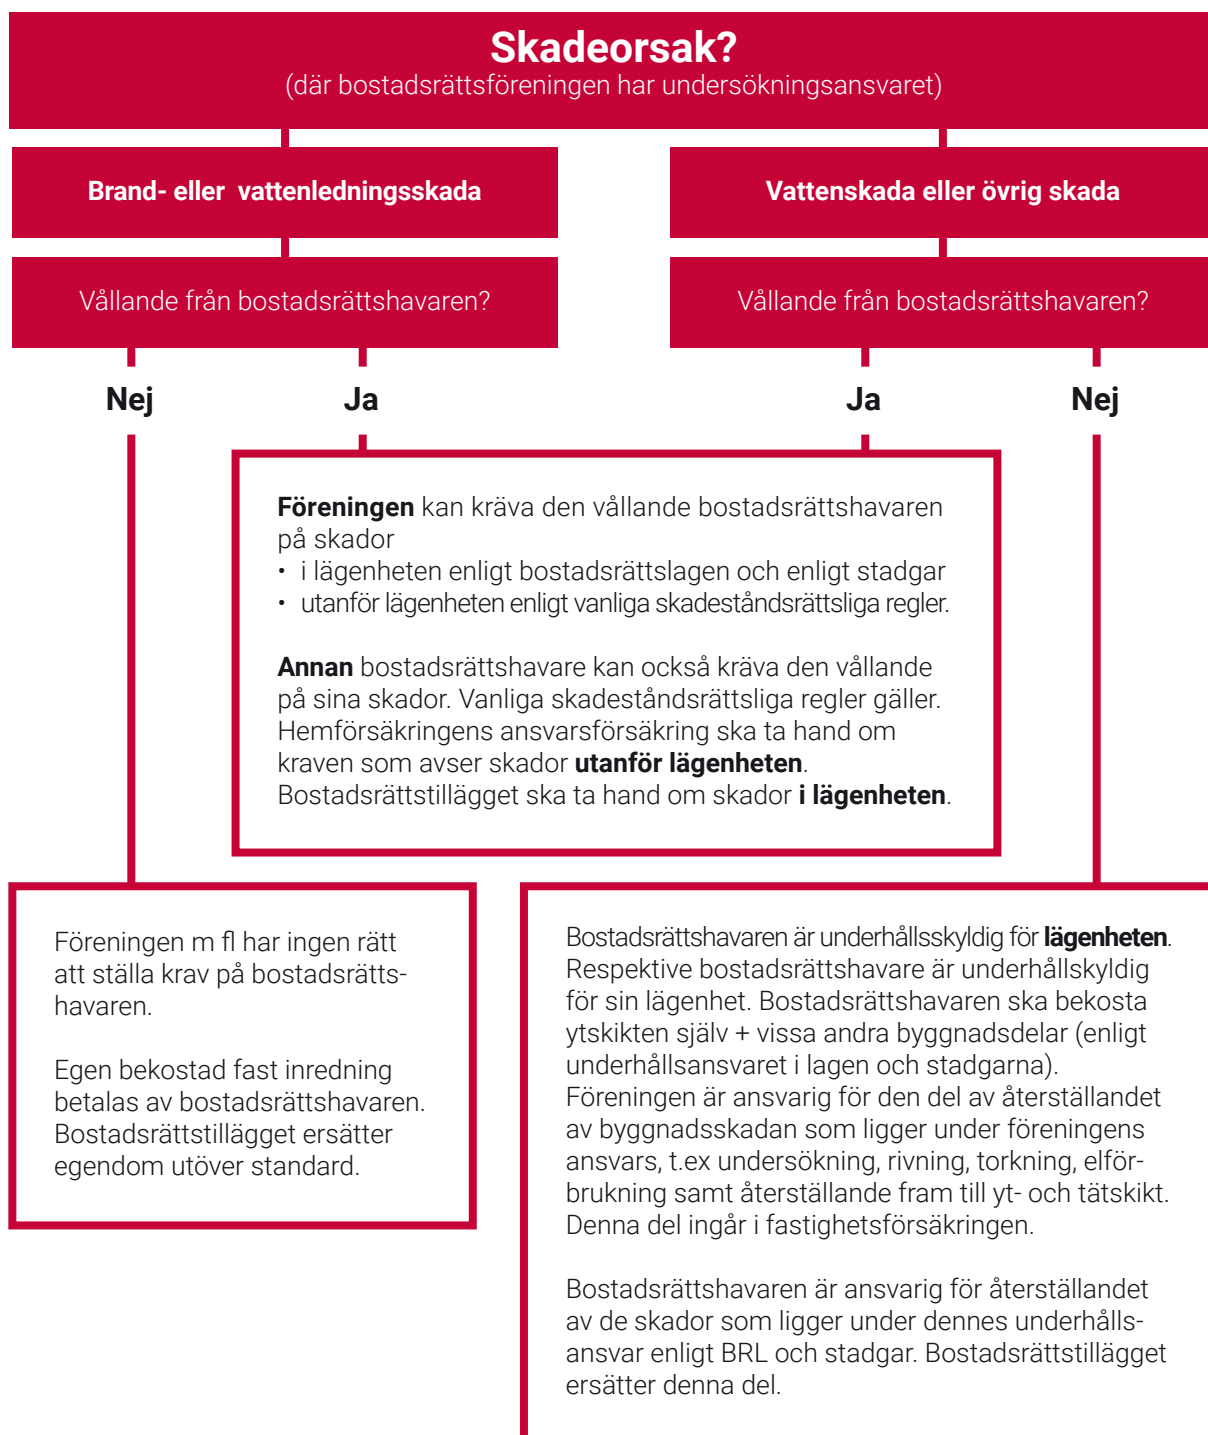 Skadeorsak?
(där bostadsrättsföreningen har undersökningsansvaret)
Brand- eller vattenledningsskada
Vattenskada eller övrig skada
Vållande från bostadsrättshavaren?
Vållande från bostadsrättshavaren?
Nej
Ja
Ja
Nej
Föreningen kan kräva den vållande bostadsrättshavaren
på skador
• i lägenheten enligt bostadsrättslagen och enligt stadgar
• utanför lägenheten enligt vanliga skadeståndsrättsliga regler.
Annan bostadsrättshavare kan också kräva den vållande
på sina skador. Vanliga skadeståndsrättsliga regler gäller.
Hemförsäkringens ansvarsförsäkring ska ta hand om
kraven som avser skador utanför lägenheten.
Bostadsrättstillägget ska ta hand om skador i lägenheten.
Föreningen m fl har ingen rätt
att ställa krav på bostadsrätts-
havaren.
Egen bekostad fast inredning
betalas av bostadsrättshavaren.
Bostadsrättstillägget ersätter
egendom utöver standard.
Bostadsrättshavaren är underhållsskyldig för lägenheten.
Respektive bostadsrättshavare är underhållskyldig
för sin lägenhet. Bostadsrättshavaren ska bekosta
ytskikten själv + vissa andra byggnadsdelar (enligt
underhållsansvaret i lagen och stadgarna).
Föreningen är ansvarig för den del av återställandet
av byggnadsskadan som ligger under föreningens
ansvars, t.ex undersökning, rivning, torkning, elför-
brukning samt återställande fram till yt- och tätskikt.
Denna del ingår i fastighetsförsäkringen.
Bostadsrättshavaren är ansvarig för återställandet
av de skador som ligger under dennes underhålls-
ansvar enligt BRL och stadgar. Bostadsrättstillägget
ersätter denna del.